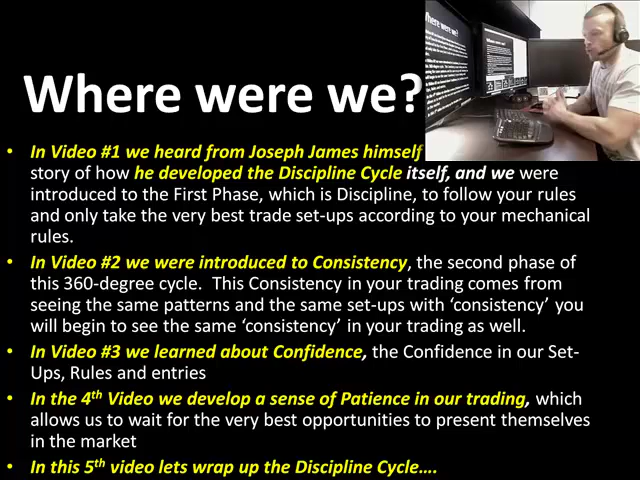 Where were we?
• In Video #1 we heard from Joseph James himself
story of how he developed the Discipline Cycle itself, and we were
introduced to the First Phase, which is Discipline, to follow your rules
and only take the very best trade set-ups according to your mechanical
rules.
• In Video #2 we were introduced to Consistency, the second phase of
this 360-degree cycle. This Consistency in your trading comes from
seeing the same patterns and the same set-ups with ‘consistency’ you
will begin to see the same ‘consistency’ in your trading as well.
• In Video #3 we learned about Confidence, the Confidence in our Set-
Ups, Rules and entries
• In the 4th Video we develop a sense of Patience in our trading, which
allows us to wait for the very best opportunities to present themselves
in the market
• In this 5th video lets wrap up the Discipline Cycle….